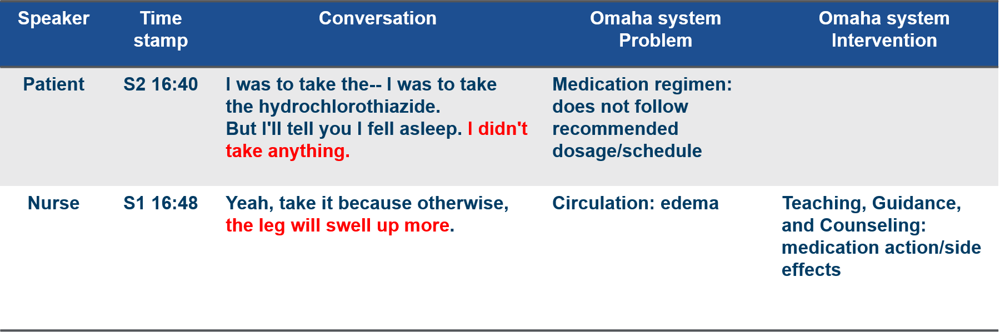 Speaker
Time
stamp
Conversation
Omaha system
Problem
Omaha system
Intervention
Patient
S2 16:40
I was to take the-- I was to take
the hydrochlorothiazide.
But I'll tell you I fell asleep. I didn't
take anything.
Medication regimen:
does not follow
recommended
dosage/schedule
Nurse
S1 16:48
Yeah, take it because otherwise,
the leg will swell up more.
Circulation: edema
Teaching, Guidance,
and Counseling:
medication action/side
effects